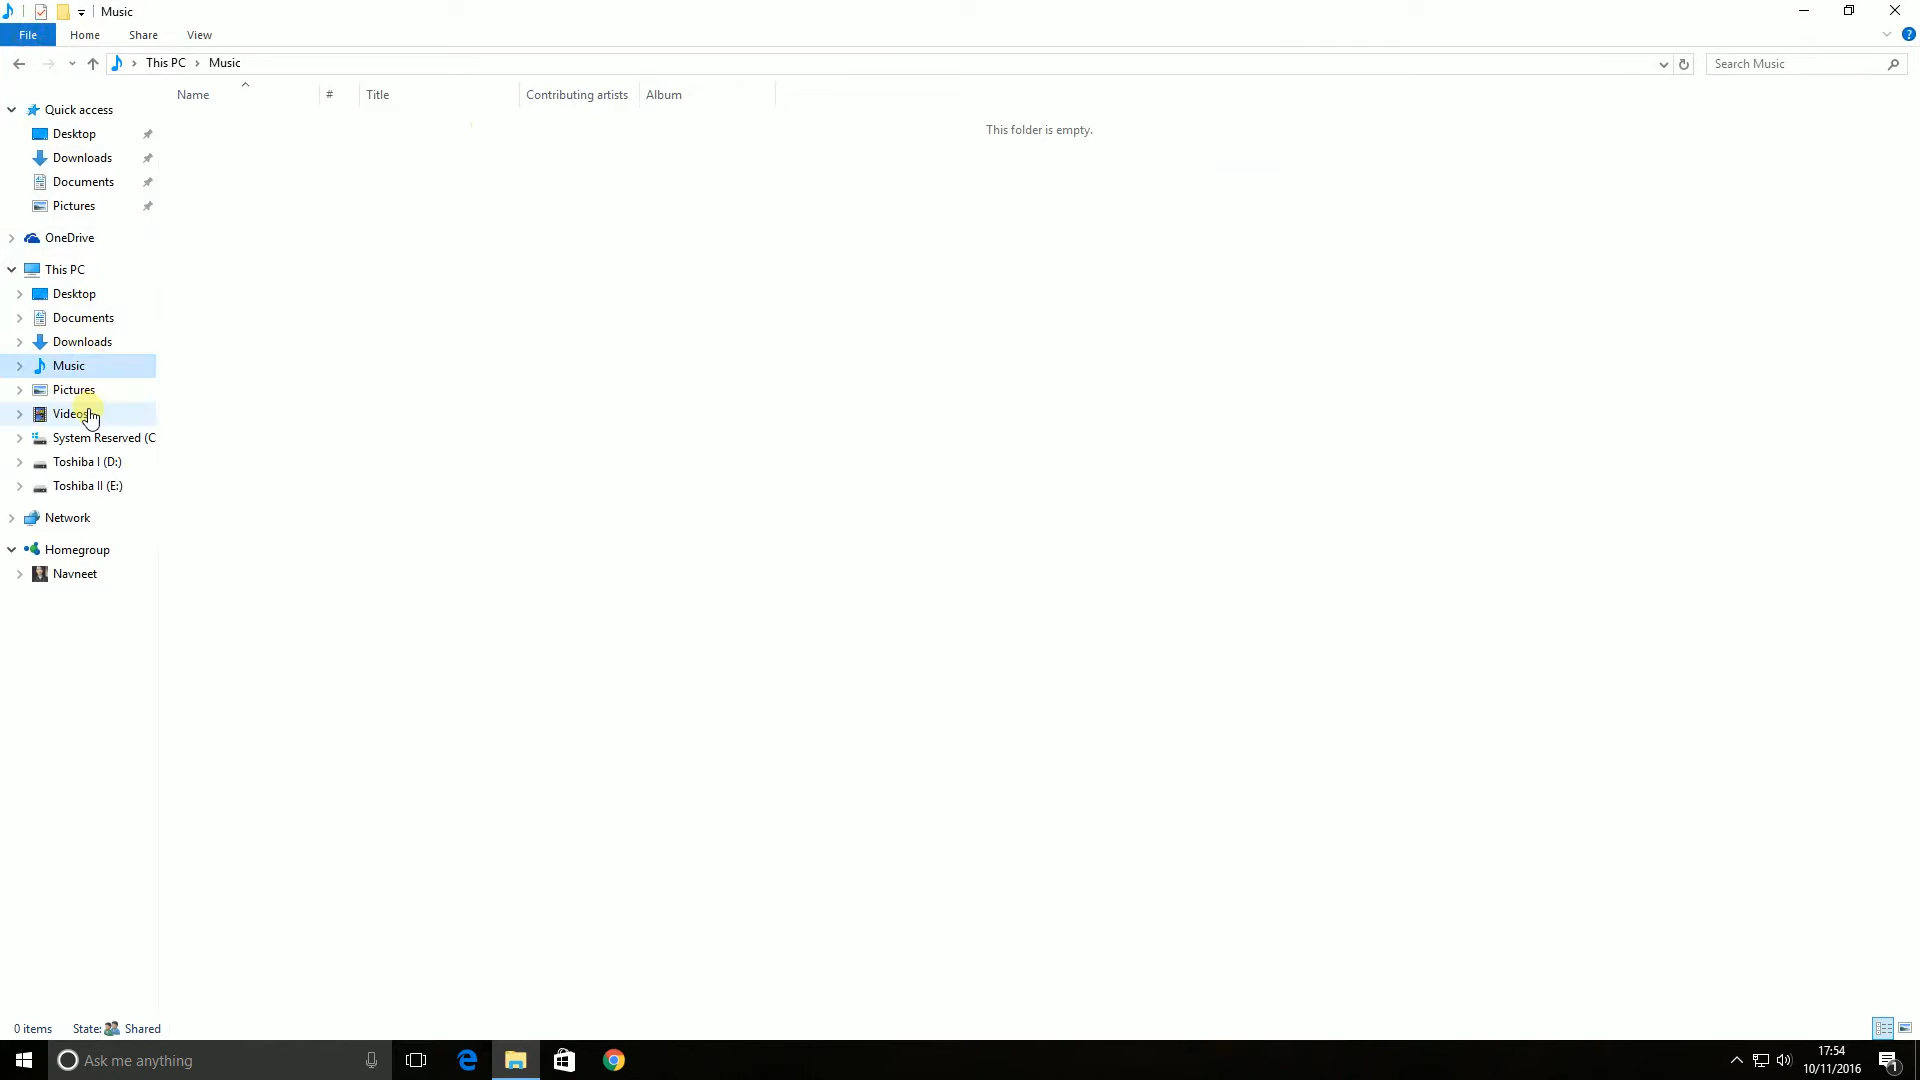 Music
File Home Share View
This PC Music
Search Music
Name # Title Contributing artists Album
This folder is empty.
Quick access
Desktop
Downloads
Documents
Pictures
OneDrive
This PC
Desktop
Documents
Downloads
Music
Pictures
Videos
System Reserved (C
Toshiba I (D:)
Toshiba II (E:)
Network
Homegroup
Navneet
0 items State: Shared
Ask me anything
17:54
10/11/2016
1